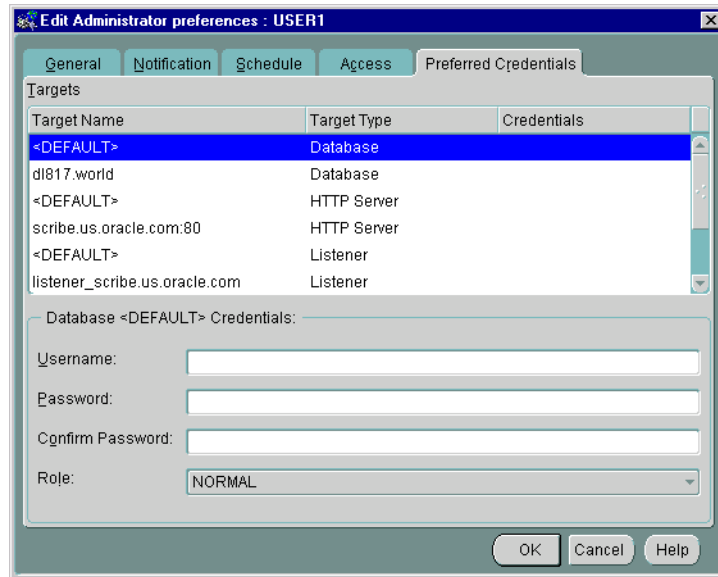 Edit Administrator preferences : USER1
General Notification Schedule Access Preferred Credentials
Targets
Target Name Target Type Credentials
<DEFAULT> Database
dl817.world Database
<DEFAULT> HTTP Server
scribe.us.oracle.com:80 HTTP Server
<DEFAULT> Listener
listener_scribe.us.oracle.com Listener
Database <DEFAULT> Credentials:
Username:
Password:
Confirm Password:
Role: NORMAL
OK Cancel Help